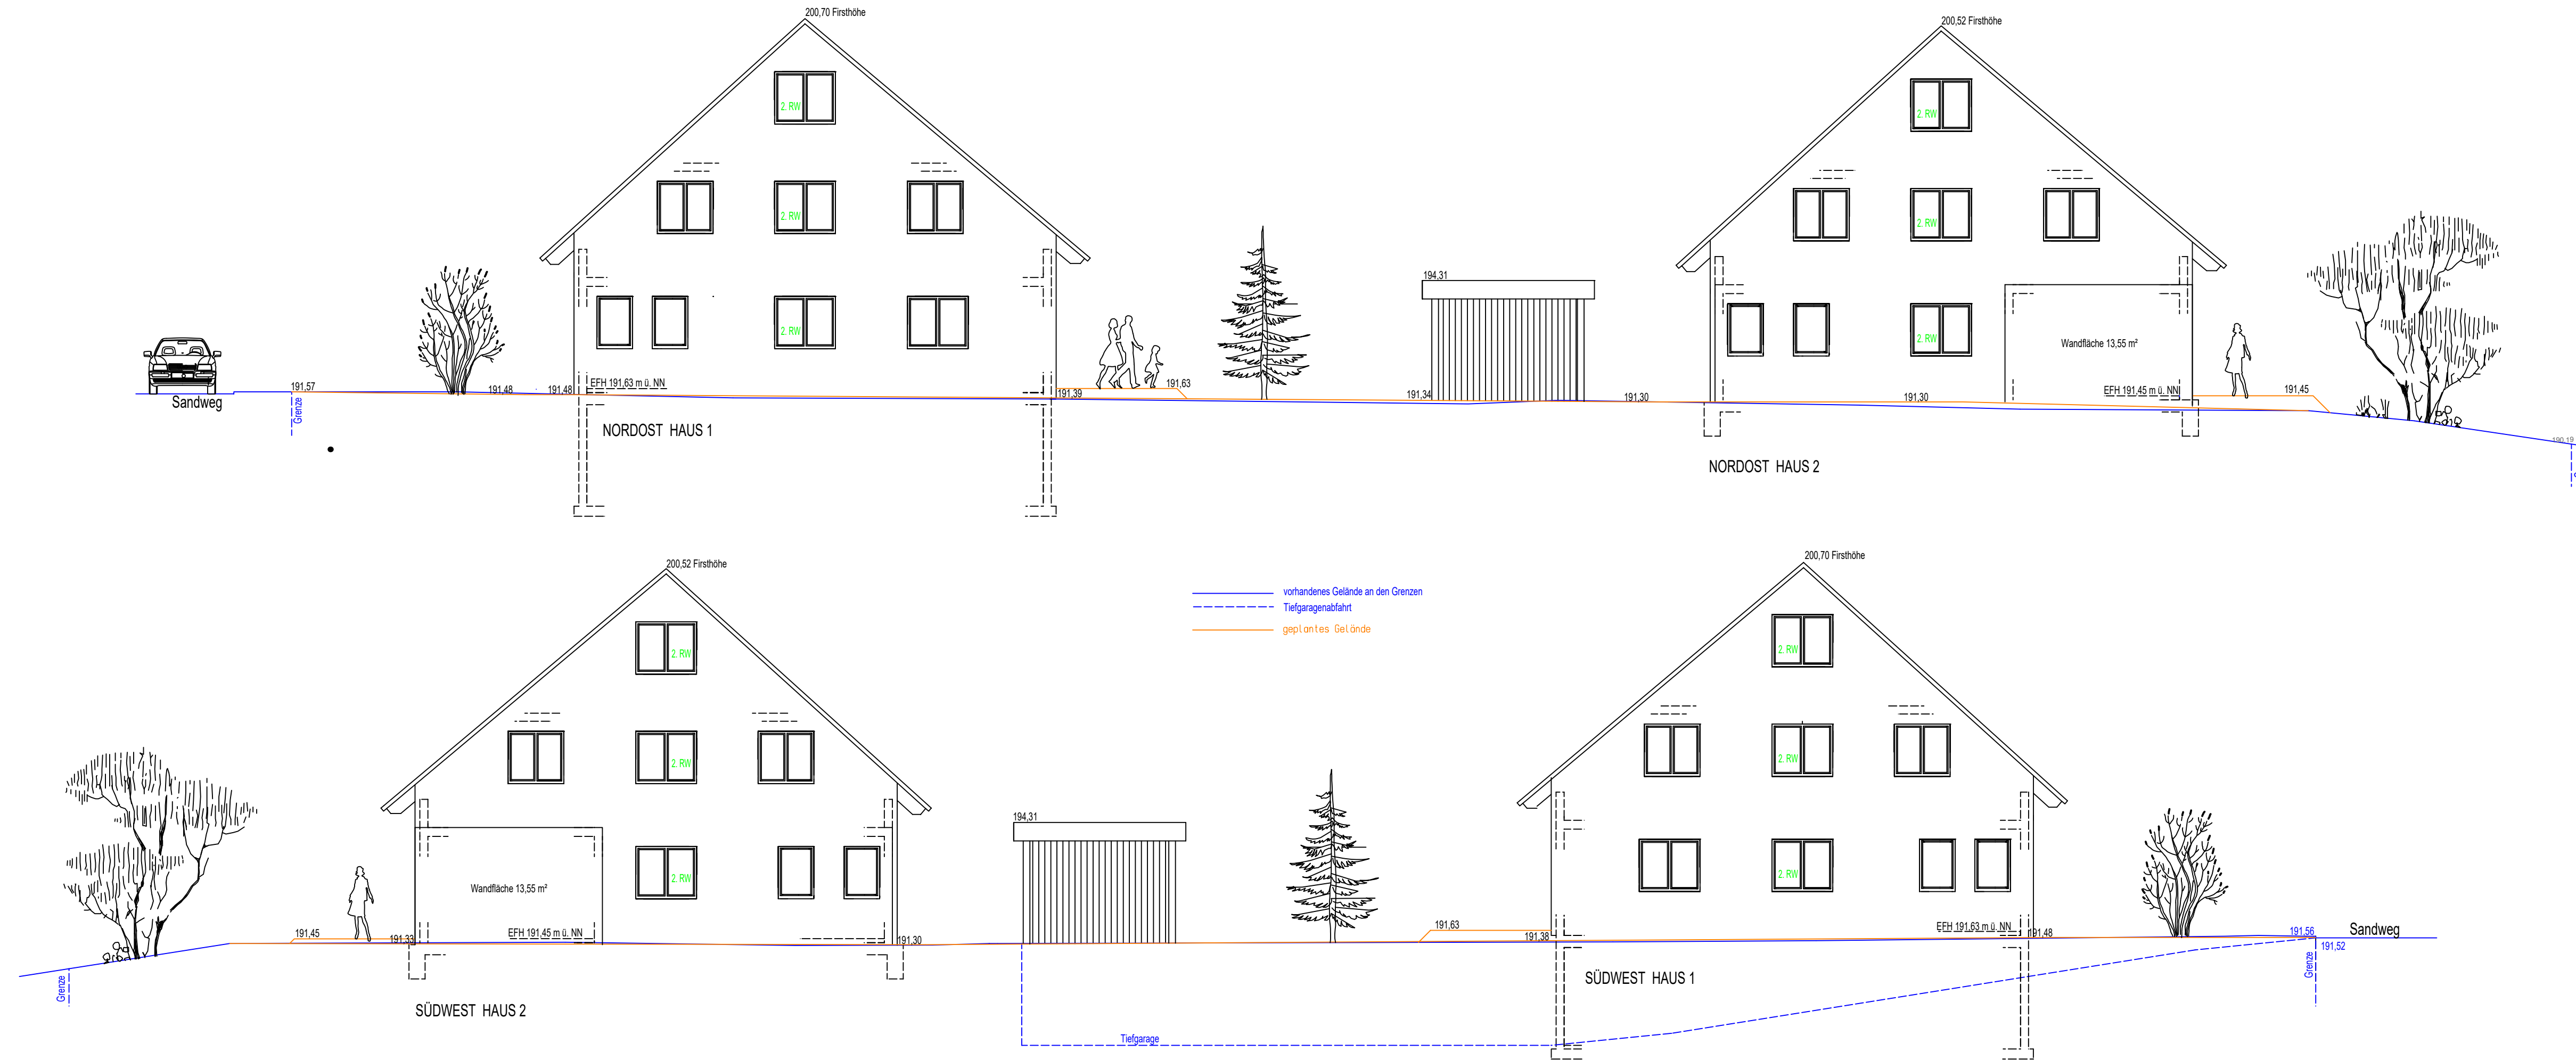 200,70 Firsthöhe
200,52 Firsthöhe
2. RW
2. RW
2. RW
2. RW
2. RW
2. RW
194,31
Wandfläche 13,55 m²
191,57
191,48
191,48
EFH 191,63 m ü. NN
191,39
191,63
191,34
191,30
191,30
EFH 191,45 m ü. NN
191,45
Sandweg
Grenze
NORDOST HAUS 1
NORDOST HAUS 2
190,19
200,52 Firsthöhe
200,70 Firsthöhe
vorhandenes Gelände an den Grenzen
Tiefgaragenabfahrt
geplantes Gelände
2. RW
2. RW
2. RW
2. RW
2. RW
2. RW
194,31
Wandfläche 13,55 m²
191,45
191,33
EFH 191,45 m ü. NN
191,30
191,63
191,38
EFH 191,63 m ü. NN
191,48
191,56
Sandweg
191,52
Grenze
Grenze
SÜDWEST HAUS 2
SÜDWEST HAUS 1
Tiefgarage